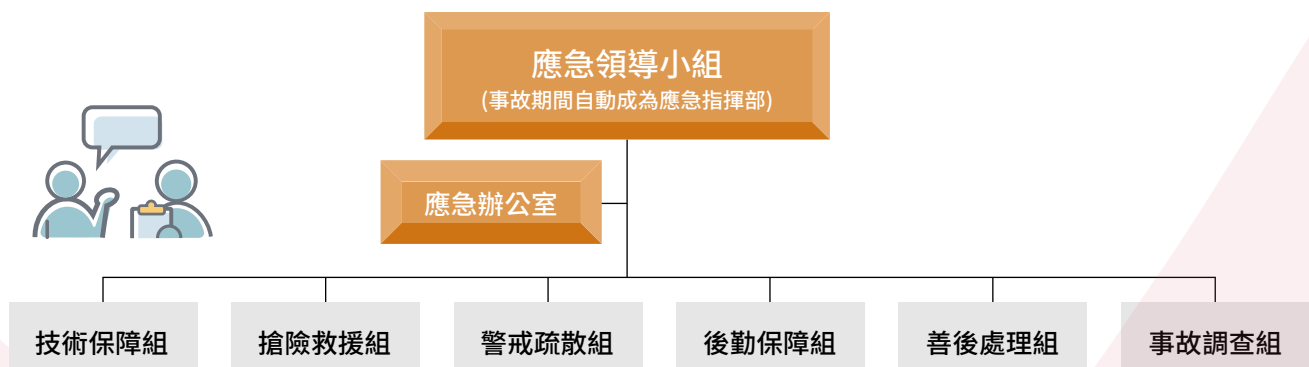 應急領導小組
(事故期間自動成為應急指揮部)
應急辦公室
技術保障組
搶險救援組
警戒疏散組
後勤保障組
善後處理組
事故調查組